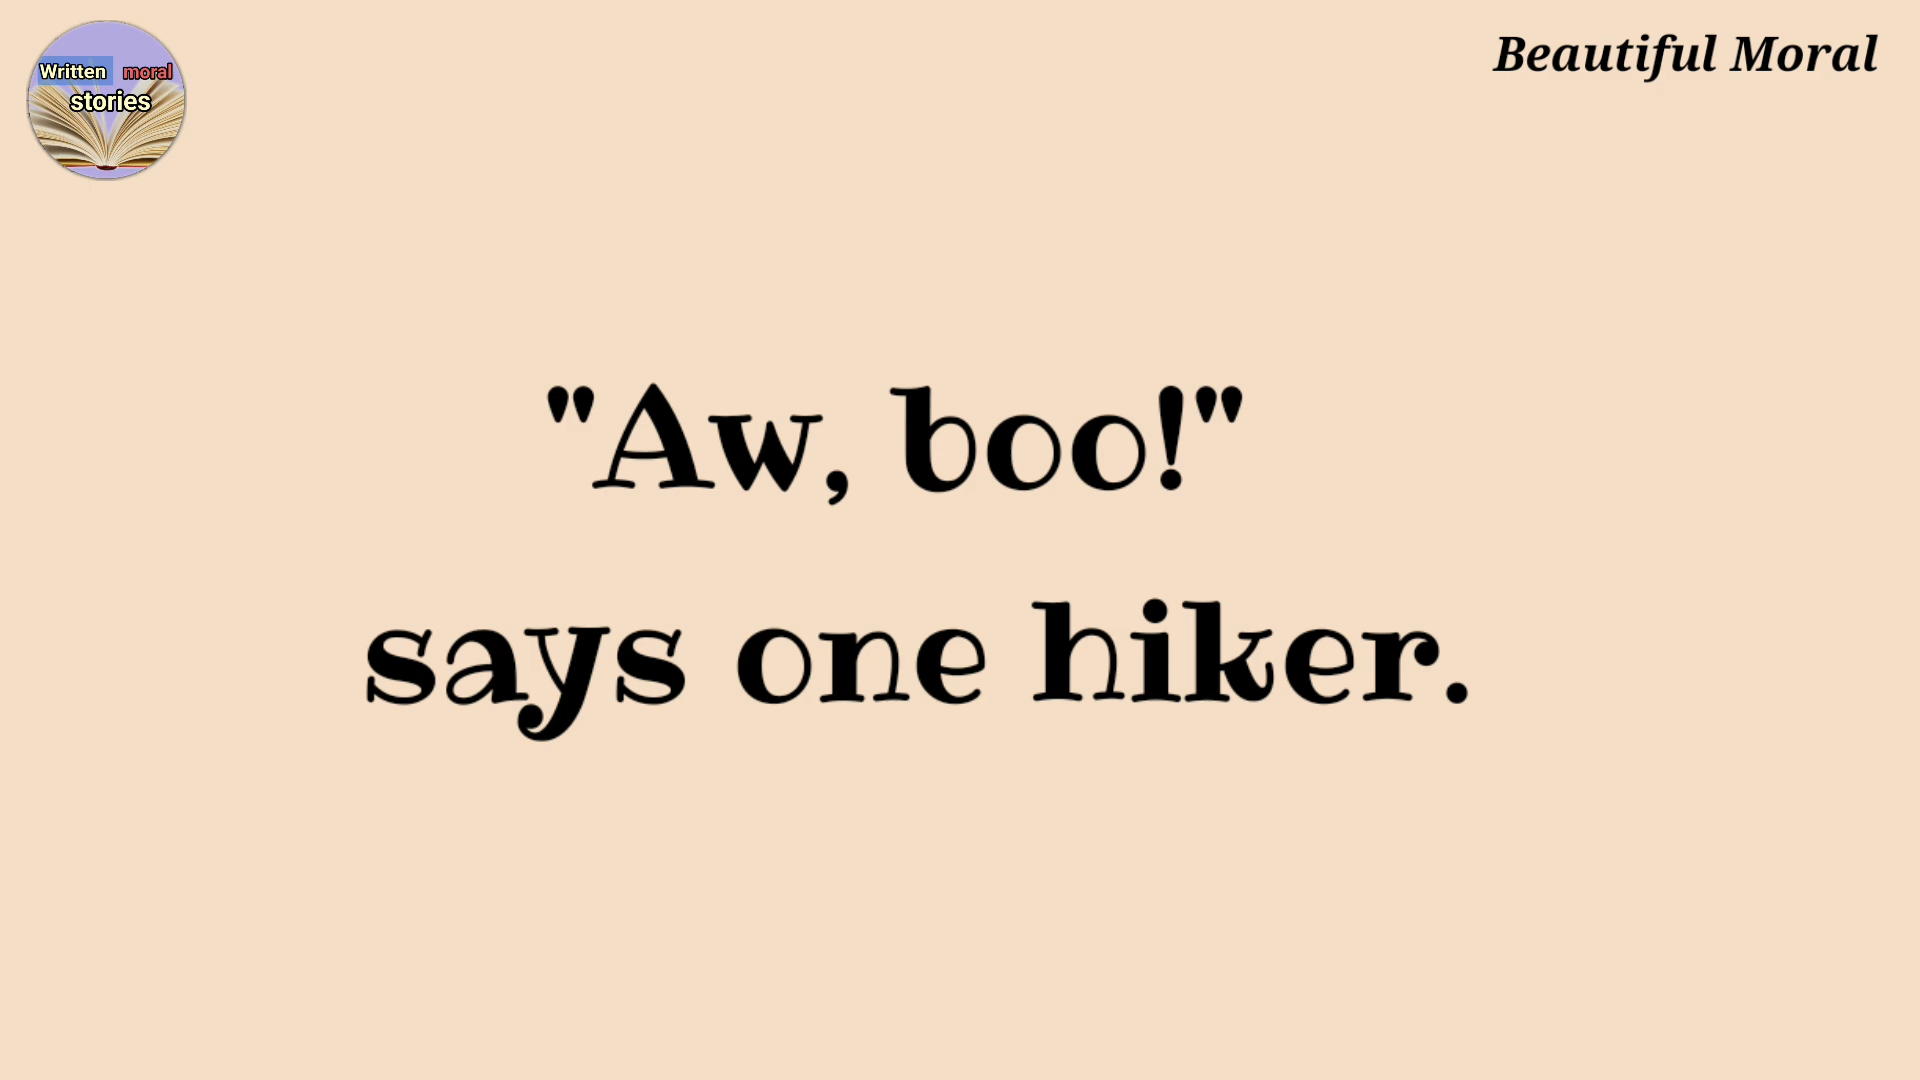 Written moral
stories
Beautiful Moral
"Aw, boo!"
says one hiker.